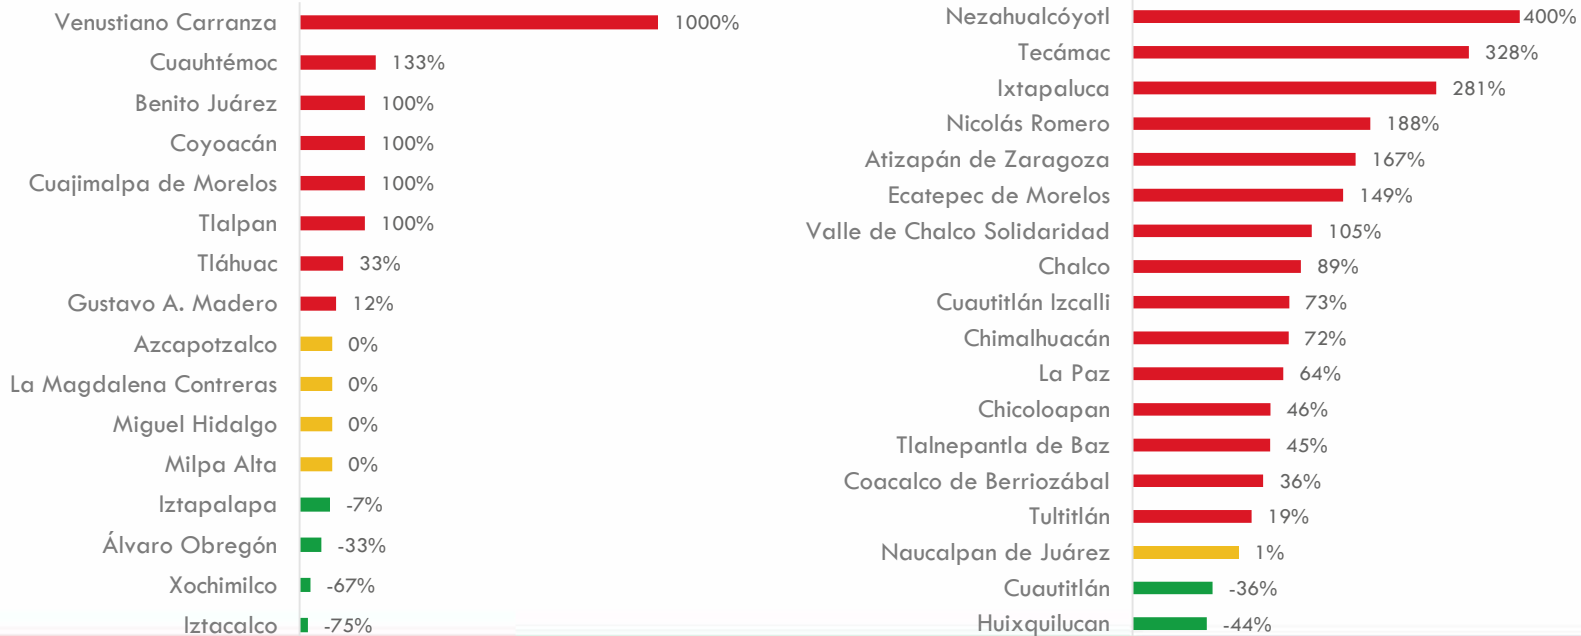 Venustiano Carranza 1000%
Cuauhtémoc 133%
Benito Juárez 100%
Coyoacán 100%
Cuajimalpa de Morelos 100%
Tlalpan 100%
Tláhuac 33%
Gustavo A. Madero 12%
Azcapotzalco 0%
La Magdalena Contreras 0%
Miguel Hidalgo 0%
Milpa Alta 0%
Iztapalapa -7%
Álvaro Obregón -33%
Xochimilco -67%
Iztacalco -75%
Nezahualcóyotl 400%
Tecámac 328%
Ixtapaluca 281%
Nicolás Romero 188%
Atizapán de Zaragoza 167%
Ecatepec de Morelos 149%
Valle de Chalco Solidaridad 105%
Chalco 89%
Cuautitlán Izcalli 73%
Chimalhuacán 72%
La Paz 64%
Chicoloapan 46%
Tlalnepantla de Baz 45%
Coacalco de Berriozábal 36%
Tultitlán 19%
Naucalpan de Juárez 1%
Cuautitlán -36%
Huixquilucan -44%